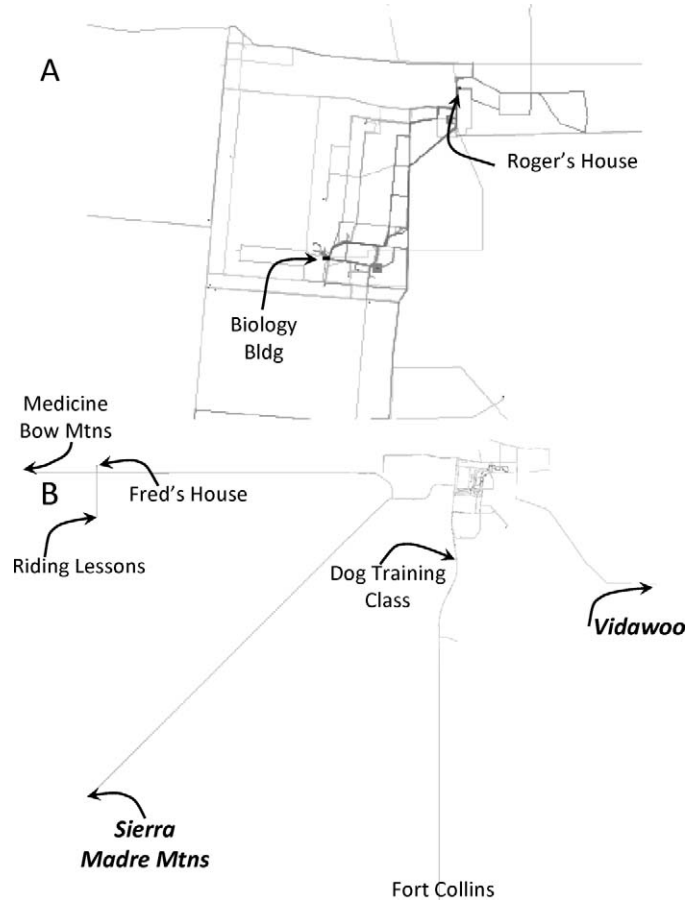 A
Roger’s House
Biology
Bldg
Medicine
Bow Mtns
B
Fred’s House
Riding Lessons
Dog Training
Class
Vidawoo
Sierra
Madre Mtns
Fort Collins